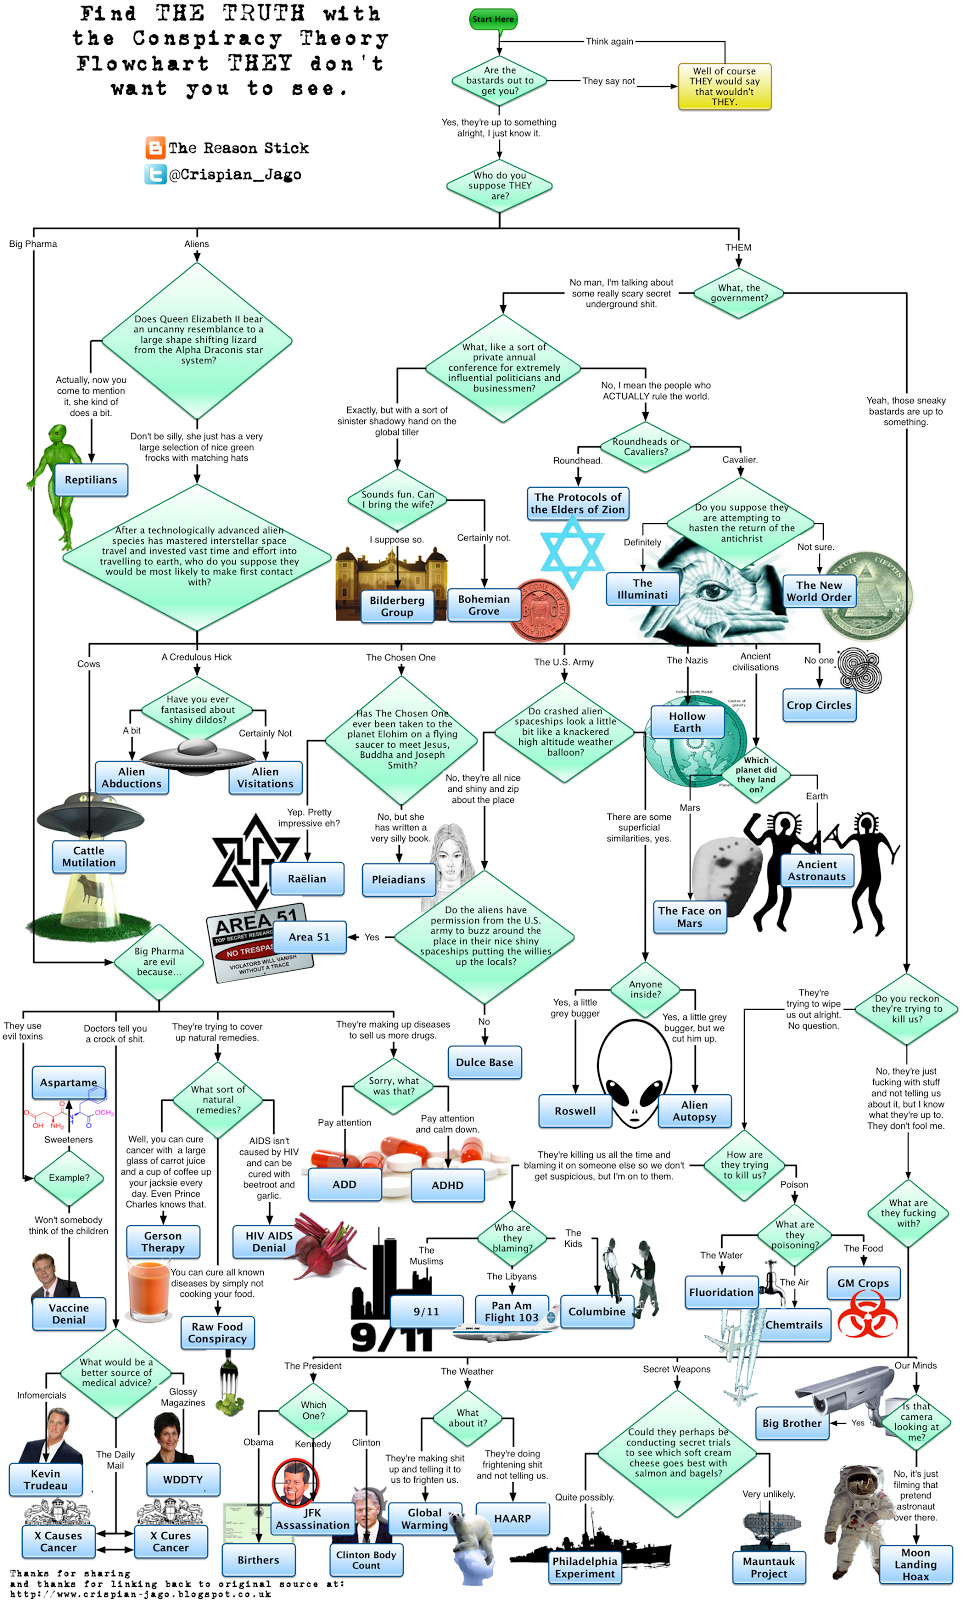 Find THE TRUTH with
the Conspiracy Theory
Flowchart THEY don't
want you to see.
The Reason Stick
@Crispian_Jago
Start Here
Think again
Are the
bastards out to
get you?
They say not
Well of course
THEY would say
that wouldn't
THEY.
Yes, they're up to something
alright, I just know it.
Who do you
suppose THEY
are?
Big Pharma
Aliens
THEM
What, the
government?
No man, I'm talking about
some really scary secret
underground shit.
Does Queen Elizabeth II bear
an uncanny resemblance to a
large shape shifting lizard
from the Alpha Draconis star
system?
What, like a sort of
private annual
conference for extremely
influential politicians and
businessmen?
Actually, now you
come to mention
it, she kind of
does a bit.
No, I mean the people who
ACTUALLY rule the world.
Yeah, those sneaky
bastards are up to
something.
Exactly, but with a sort of
sinister shadowy hand on the
global tiller
Don't be silly, she just has a very
large selection of nice green
frocks with matching hats
Roundheads or
Cavaliers?
Roundhead.
Cavalier.
Reptilians
Sounds fun. Can
I bring the wife?
The Protocols of
the Elders of Zion
Do you suppose they
are attempting to
hasten the return of the
antichrist
After a technologically advanced alien
species has mastered interstellar space
travel and invested vast time and effort into
travelling to earth, who do you suppose they
would be most likely to make first contact
with?
I suppose so.
Certainly not.
Definitely
Not sure.
Bilderberg
Group
Bohemian
Grove
The
Illuminati
The New
World Order
Cows
A Credulous Hick
The Chosen One
The U.S. Army
The Nazis
Ancient
civilisations
No one
Have you ever
fantasised about
shiny dildos?
A bit
Certainly Not
Has The Chosen One
ever been taken to the
planet Elohim on a flying
saucer to meet Jesus,
Buddha and Joseph
Smith?
Do crashed alien
spaceships look a little
bit like a knackered
high altitude weather
balloon?
Hollow Earth Model
Centre of
gravity
Hollow
Earth
Crop Circles
Which
planet did
they land
on?
Alien
Abductions
Alien
Visitations
No, they're all nice
and shiny and zip
about the place
Mars
Earth
Yep. Pretty
impressive eh?
No, but she
has written a
very silly book.
There are some
superficial
similarities, yes.
Cattle
Mutilation
Raëlian
Pleiadians
Ancient
Astronauts
The Face on
Mars
AREA 51
NO TRESPAS
VIOLATORS WILL VANISH
WITHOUT A TRACE
Area 51
Yes
Do the aliens have
permission from the U.S.
army to buzz around the
place in their nice shiny
spaceships putting the willies
up the locals?
Big Pharma
are evil
because...
Anyone
inside?
They're
trying to wipe
us out alright.
No question.
Do you reckon
they're trying to
kill us?
Yes, a little
grey bugger
Yes, a little grey
bugger, but we
cut him up.
No
Dulce Base
They use
evil toxins
Doctors tell you
a crock of shit.
They're trying to cover
up natural remedies.
They're making up diseases
to sell us more drugs.
No, they're just
fucking with stuff
and not telling us
about it, but I know
what they're up to.
They don't fool me.
Aspartame
What sort of
natural
remedies?
Sorry, what
was that?
Roswell
Alien
Autopsy
OH NH₂ OCH₃
Sweeteners
Pay attention
Pay attention
and calm down.
Well, you can cure
cancer with a large
glass of carrot juice
and a cup of coffee up
your jacksie every
day. Even Prince
Charles knows that.
AIDS isn't
caused by HIV
and can be
cured with
beetroot and
garlic.
They're killing us all the time and
blaming it on someone else so we don't
get suspicious, but I'm on to them.
How are
they trying
to kill us?
Example?
ADD
ADHD
Poison
What are
they fucking
with?
Won't somebody
think of the children
Gerson
Therapy
HIV AIDS
Denial
Who are
they
blaming?
The
Muslims
The
Kids
The Libyans
What are
they
poisoning?
The Water
The Food
The Air
You can cure all known
diseases by simply not
cooking your food.
Vaccine
Denial
9/11
Pan Am
Flight 103
Columbine
Fluoridation
GM Crops
Chemtrails
9/11
Raw Food
Conspiracy
What would be a
better source of
medical advice?
Infomercials
Glossy
Magazines
The Daily
Mail
The President
The Weather
Secret Weapons
Our Minds
Which
One?
What
about it?
Is that
camera
looking at
me?
Yes
Big Brother
Obama
Kennedy
Clinton
They're making shit
up and telling it to
us to frighten us.
They're doing
frightening shit
and not telling us.
Could they perhaps be
conducting secret trials
to see which soft cream
cheese goes best with
salmon and bagels?
No, it's just
filming that
pretend
astronaut
over there.
Kevin
Trudeau
WDDTY
Quite possibly.
Very unlikely.
JFK
Assassination
Global
Warming
HAARP
X Causes
Cancer
X Cures
Cancer
Birthers
Clinton Body
Count
Philadelphia
Experiment
Mauntauk
Project
Moon
Landing
Hoax
Thanks for sharing
and thanks for linking back to original source at:
http://www.crispian-jago.blogspot.co.uk